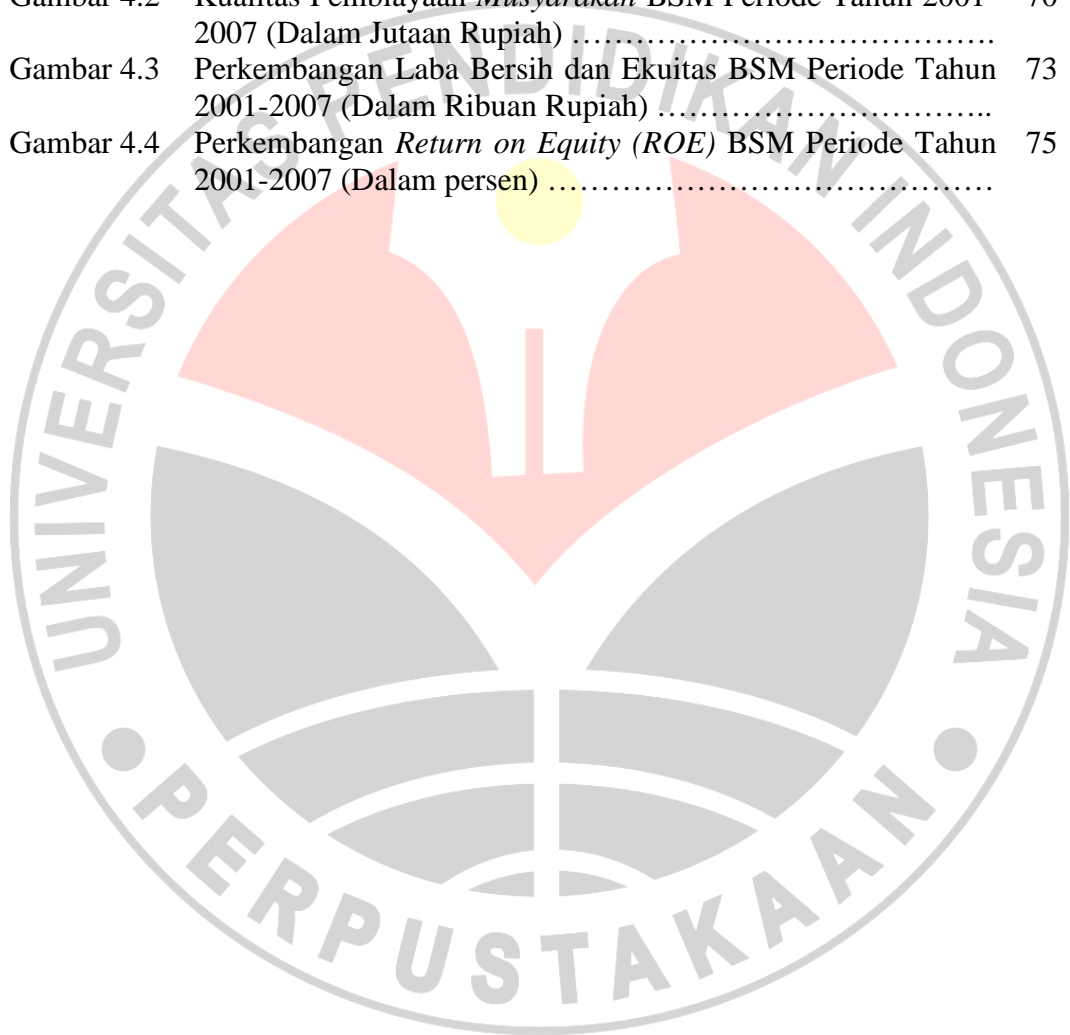 Gambar 4.2 Kualitas Pembiayaan Musyarakah BSM Periode Tahun 2001- 70
2007 (Dalam Jutaan Rupiah) ………………………………….
Gambar 4.3 Perkembangan Laba Bersih dan Ekuitas BSM Periode Tahun 73
2001-2007 (Dalam Ribuan Rupiah) …………………………..
Gambar 4.4 Perkembangan Return on Equity (ROE) BSM Periode Tahun 75
2001-2007 (Dalam persen) ……………………………………
UNIVERSITAS PENDIDIKAN INDONESIA
PERPUSTAKAAN